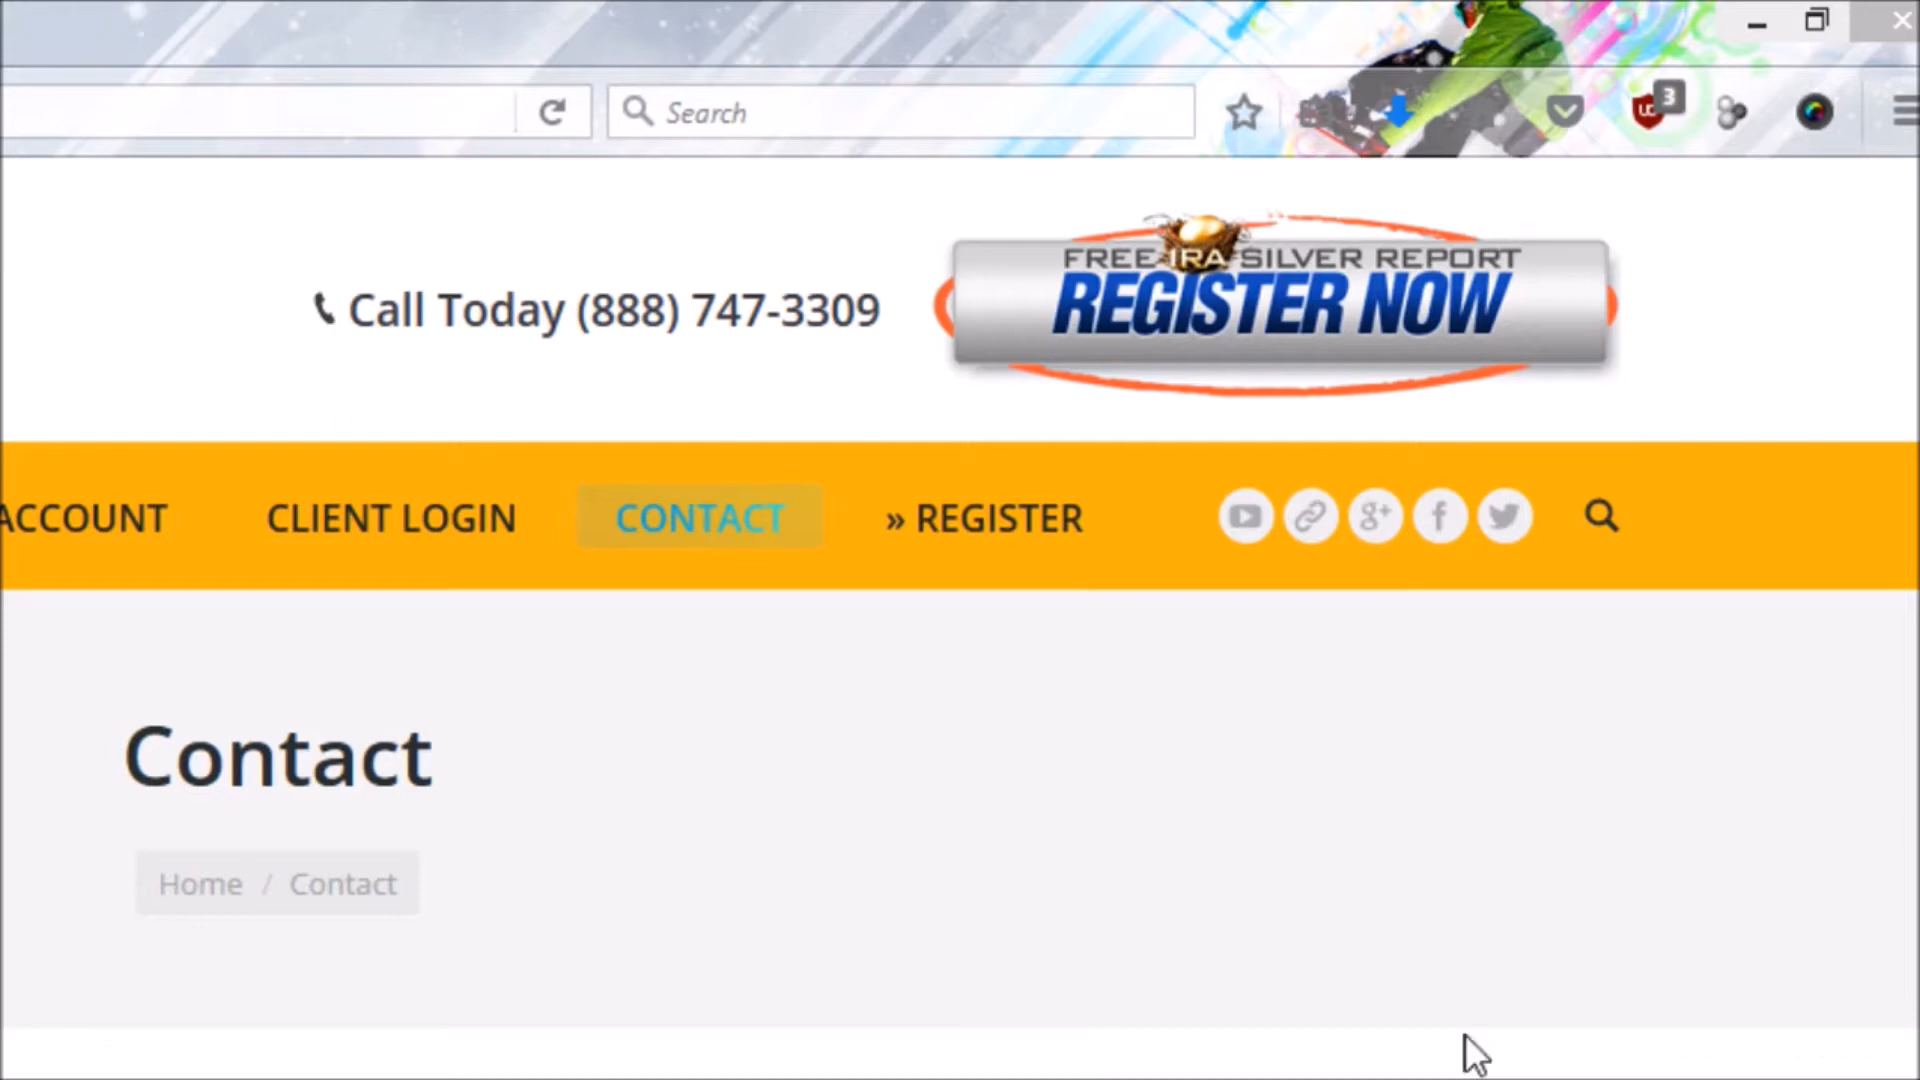 Search
3
FREE IRA SILVER REPORT
REGISTER NOW
Call Today (888) 747-3309
ACCOUNT
CLIENT LOGIN
CONTACT
» REGISTER
g+
f
Contact
Home / Contact